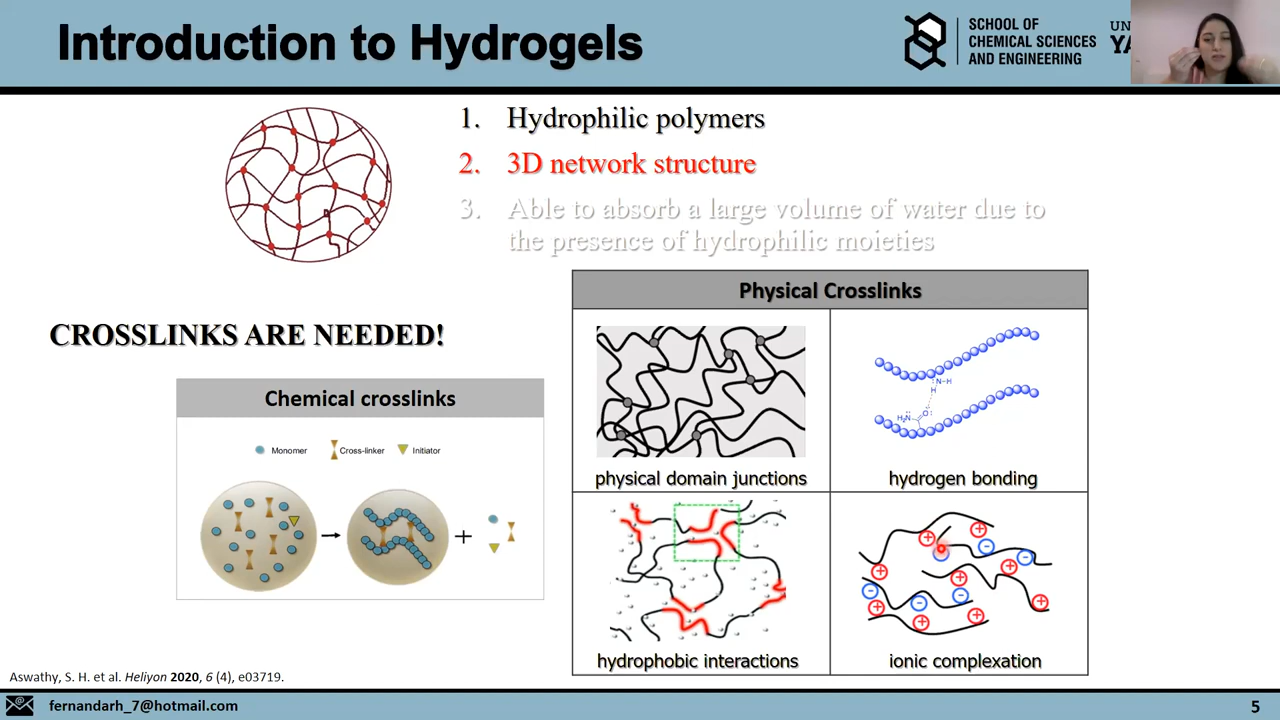 Introduction to Hydrogels
SCHOOL OF
CHEMICAL SCIENCES
AND ENGINEERING
UN
YA
1. Hydrophilic polymers
2. 3D network structure
3. Able to absorb a large volume of water due to
the presence of hydrophilic moieties
CROSSLINKS ARE NEEDED!
Chemical crosslinks
Monomer
Cross-linker
Initiator
+
Physical Crosslinks
physical domain junctions
N-H
H
O
H₂N
hydrogen bonding
hydrophobic interactions
ionic complexation
Aswathy, S. H. et al. Heliyon 2020, 6 (4), e03719.
fernandarh_7@hotmail.com
5